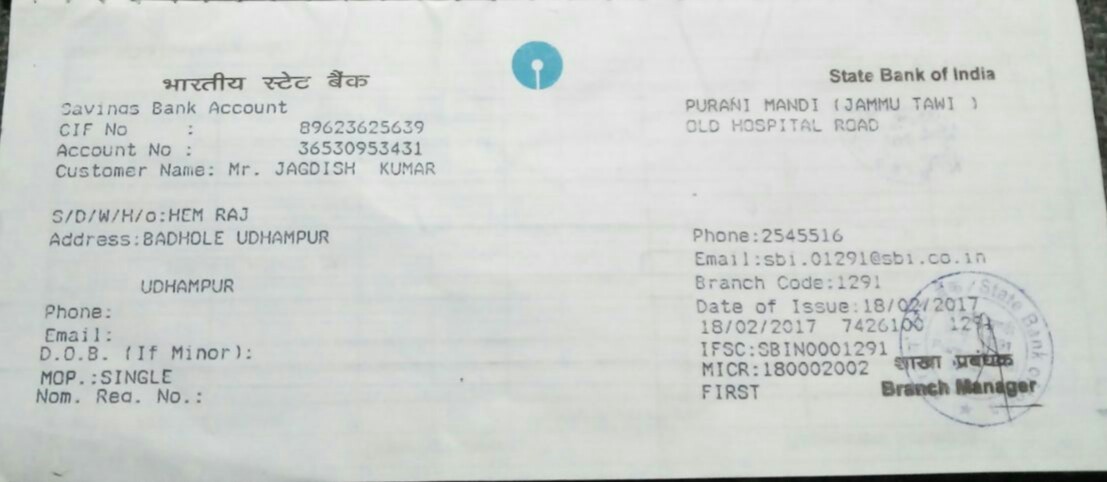 भारतीय स्टेट बैंक
Savings Bank Account
CIF No : 89623625639
Account No : 36530953431
Customer Name: Mr. JAGDISH KUMAR
S/D/W/H/o:HEM RAJ
Address:BADHOLE UDHAMPUR
UDHAMPUR
Phone:
Email:
D.O.B. (If Minor):
MOP.:SINGLE
Nom. Reg. No.:
State Bank of India
PURANI MANDI (JAMMU TAWI )
OLD HOSPITAL ROAD
Phone:2545516
Email:sbi.01291@sbi.co.in
Branch Code:1291
Date of Issue:18/02/2017
18/02/2017 7426100 1291
IFSC:SBIN0001291
MICR:180002002
FIRST
शाखा प्रबंधक
Branch Manager
State Bank of